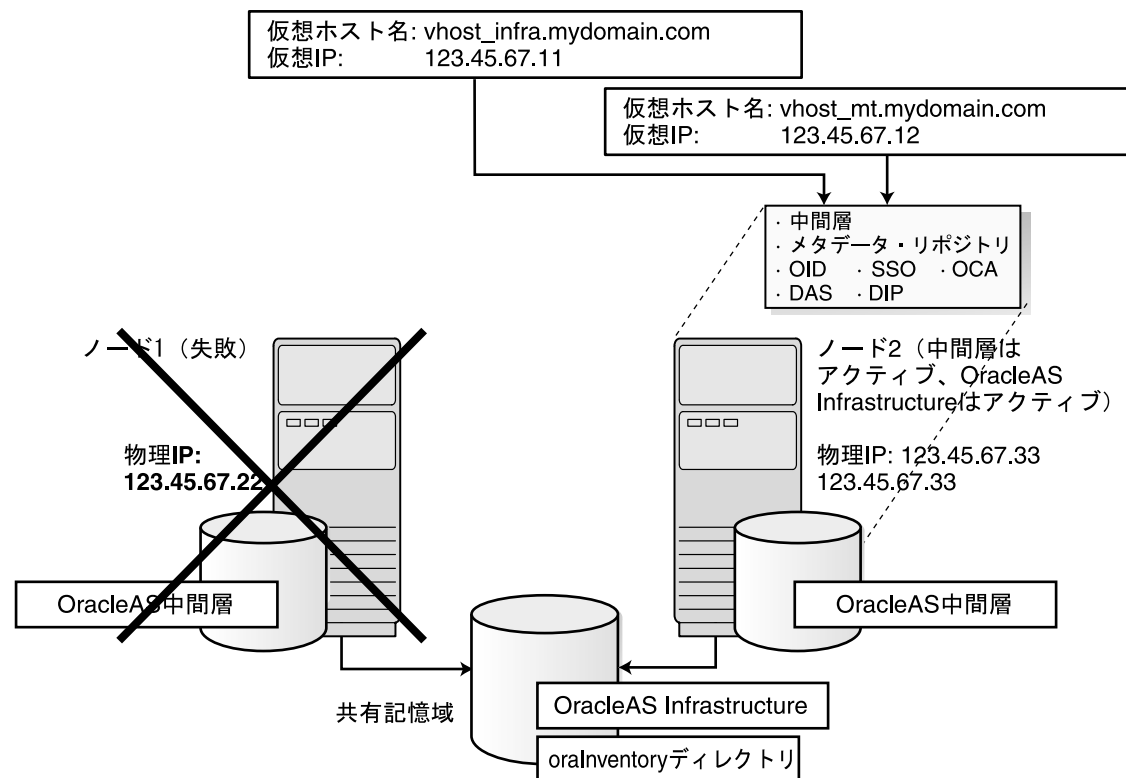 仮想ホスト名: vhost_infra.mydomain.com
仮想IP: 123.45.67.11
仮想ホスト名: vhost_mt.mydomain.com
仮想IP: 123.45.67.12
· 中間層
· メタデータ・リポジトリ
· OID · SSO · OCA
· DAS · DIP
ノード1（失敗）
物理IP:
123.45.67.22
OracleAS中間層
ノード2（中間層は
アクティブ、OracleAS
Infrastructureはアクティブ）
物理IP: 123.45.67.33
123.45.67.33
OracleAS中間層
共有記憶域
OracleAS Infrastructure
oraInventoryディレクトリ